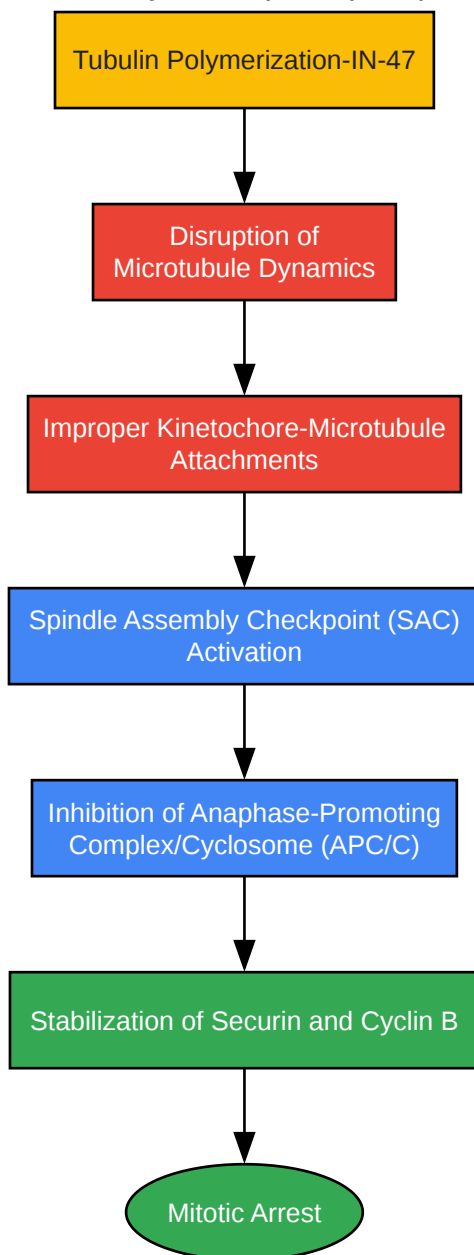 Tubulin Polymerization-IN-47
Disruption of
Microtubule Dynamics
Improper Kinetochore-Microtubule
Attachments
Spindle Assembly Checkpoint (SAC)
Activation
Inhibition of Anaphase-Promoting
Complex/Cyclosome (APC/C)
Stabilization of Securin and Cyclin B
Mitotic Arrest